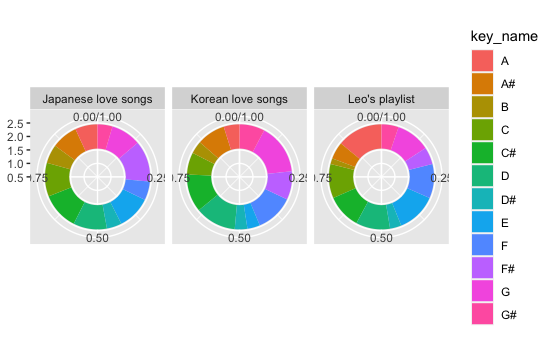 key_name
A
A#
B
C
C#
D
D#
E
F
F#
G
G#
Japanese love songs
Korean love songs
Leo's playlist
0.00/1.00
0.00/1.00
0.00/1.00
2.5
2.0
1.5
1.0
0.5
0.75
0.25
0.75
0.25
0.75
0.25
0.50
0.50
0.50